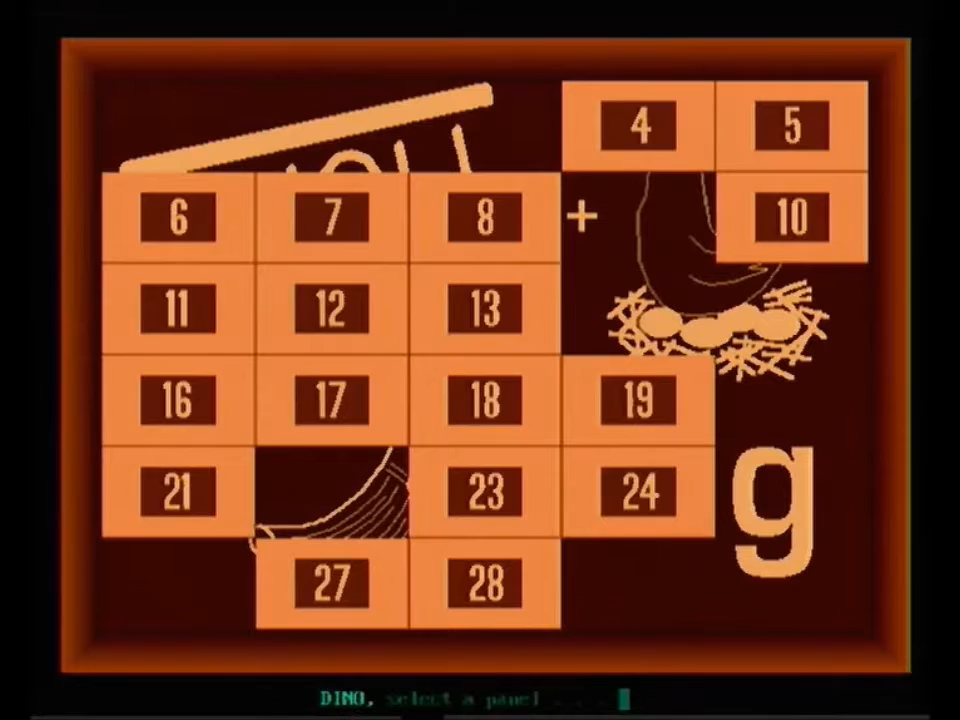 4 5
6 7 8 + 10
11 12 13
16 17 18 19
21 23 24 g
27 28
DINO, select a panel . . . .